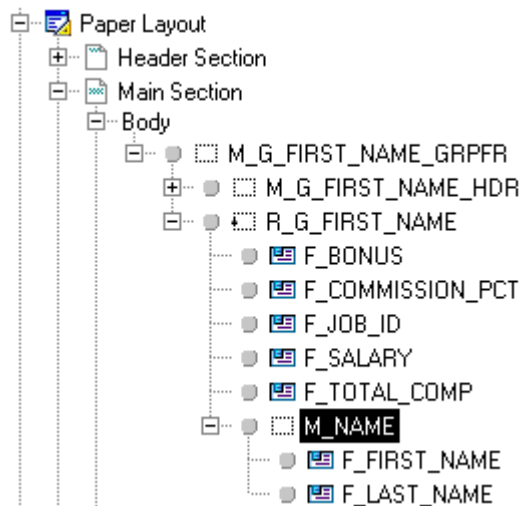 Paper Layout
Header Section
Main Section
Body
M_G_FIRST_NAME_GRPFR
M_G_FIRST_NAME_HDR
R_G_FIRST_NAME
F_BONUS
F_COMMISSION_PCT
F_JOB_ID
F_SALARY
F_TOTAL_COMP
M_NAME
F_FIRST_NAME
F_LAST_NAME